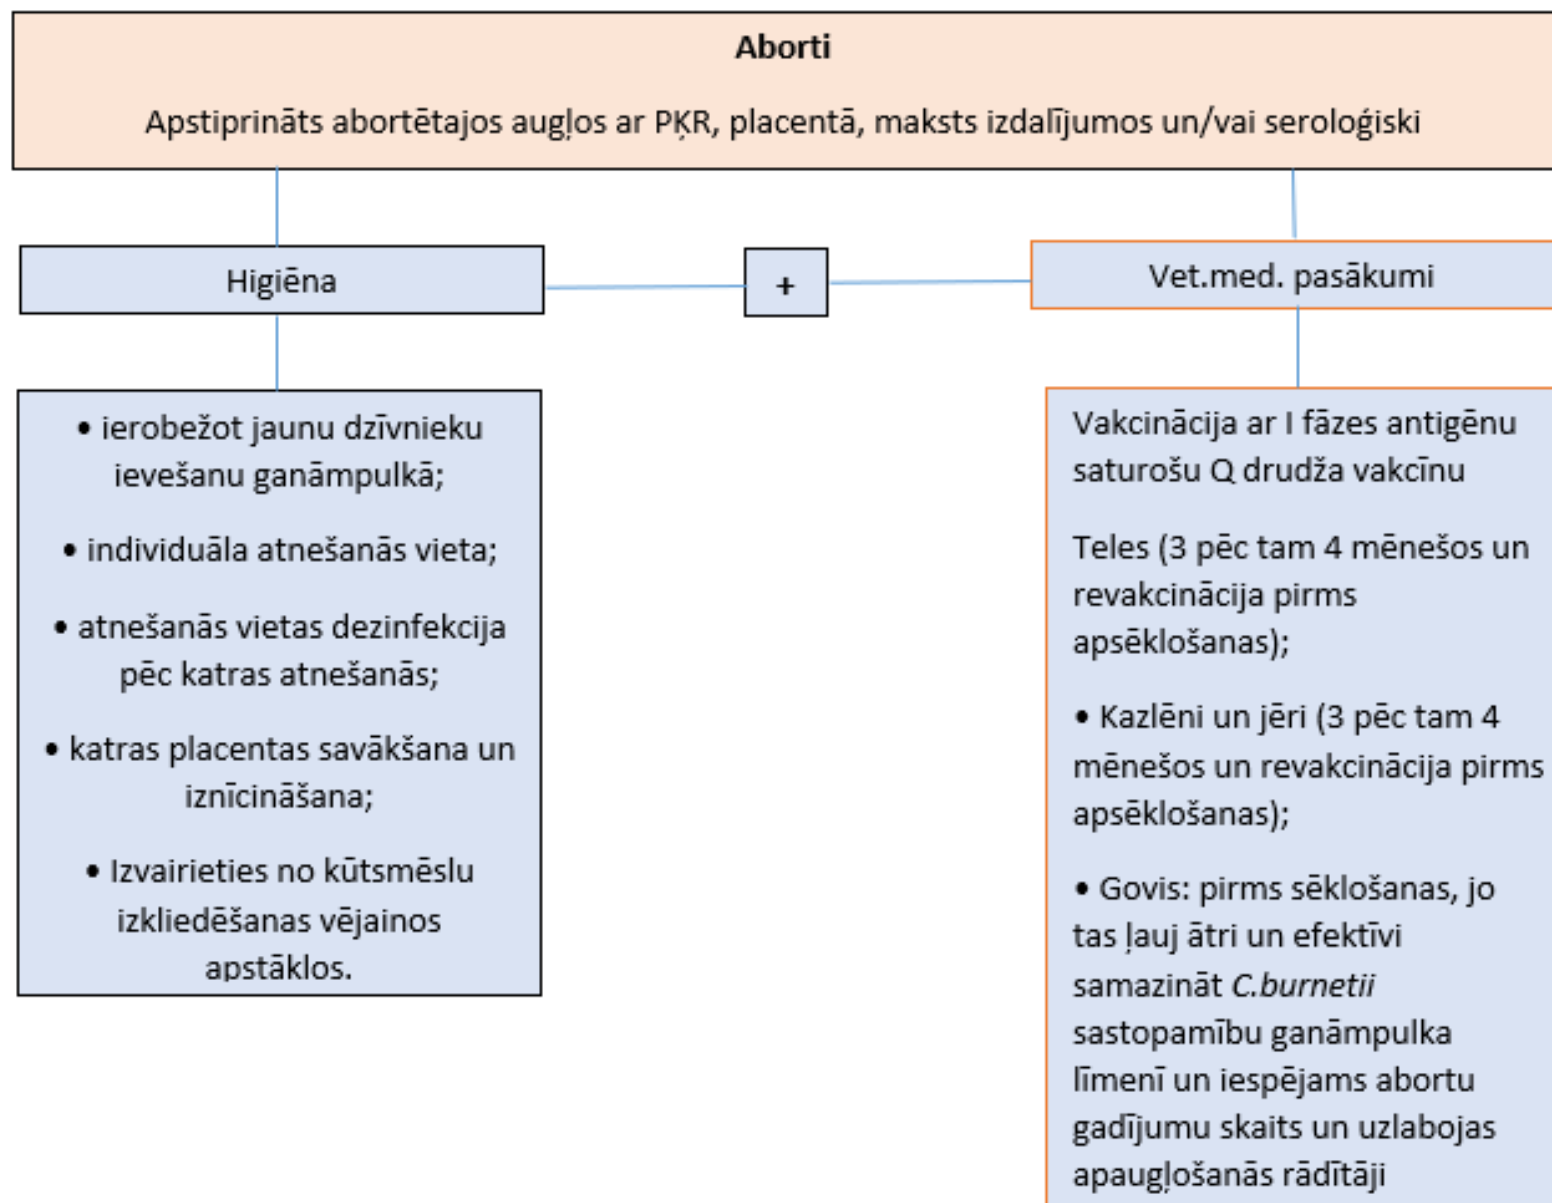 Aborti
Apstiprināts abortētajos augļos ar PĶR, placentā, maksts izdalījumos un/vai seroloģiski
Higiēna
+
Vet.med. pasākumi
• ierobežot jaunu dzīvnieku
ievešanu ganāmpulkā;
• individuāla atnešanās vieta;
• atnešanās vietas dezinfekcija
pēc katras atnešanās;
• katras placentas savākšana un
iznīcināšana;
• Izvairieties no kūtsmēslu
izkliedēšanas vējainos
apstāklos.
Vakcinācija ar I fāzes antigēnu
saturošu Q drudža vakcīnu
Teles (3 pēc tam 4 mēnešos un
revakcinācija pirms
apsēklošanas);
• Kazlēni un jēri (3 pēc tam 4
mēnešos un revakcinācija pirms
apsēklošanas);
• Govis: pirms sēklošanas, jo
tas ļauj ātri un efektīvi
samazināt C.burnetii
sastopamību ganāmpulka
līmenī un iespējams abortu
gadījumu skaits un uzlabojas
apaugļošanās rādītāji